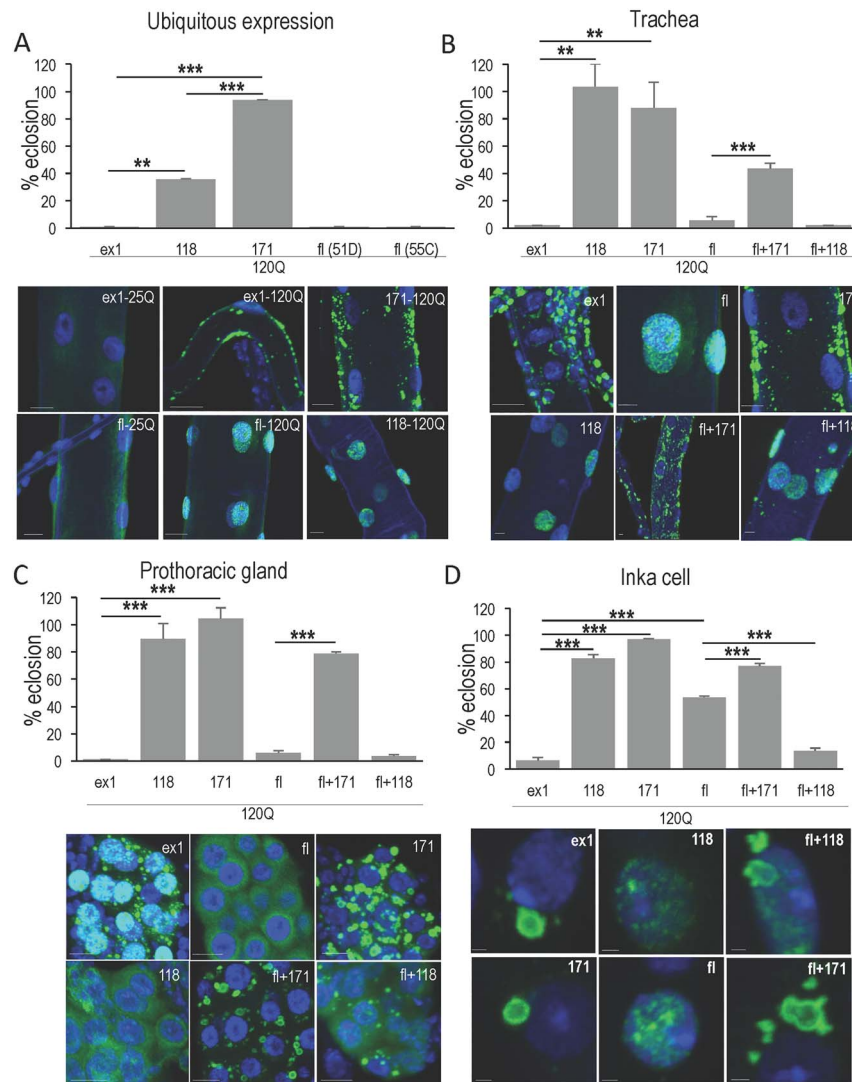 A
Ubiquitous expression
% eclosion
120
100
80
60
40
20
0
***
***
**
ex1 118 171 fl (51D) fl (55C)
120Q
ex1-25Q ex1-120Q 171-120Q
fl-25Q fl-120Q 118-120Q
B
Trachea
% eclosion
120
100
80
60
40
20
0
**
**
***
ex1 118 171 fl fl+171 fl+118
120Q
ex1 fl
118 fl+171 fl+118
C
Prothoracic gland
% eclosion
120
100
80
60
40
20
0
***
***
***
ex1 118 171 fl fl+171 fl+118
120Q
ex1 fl 171
118 fl+171 fl+118
D
Inka cell
% eclosion
120
100
80
60
40
20
0
***
***
***
***
***
ex1 118 171 fl fl+171 fl+118
120Q
ex1 118 fl+118
171 fl fl+171